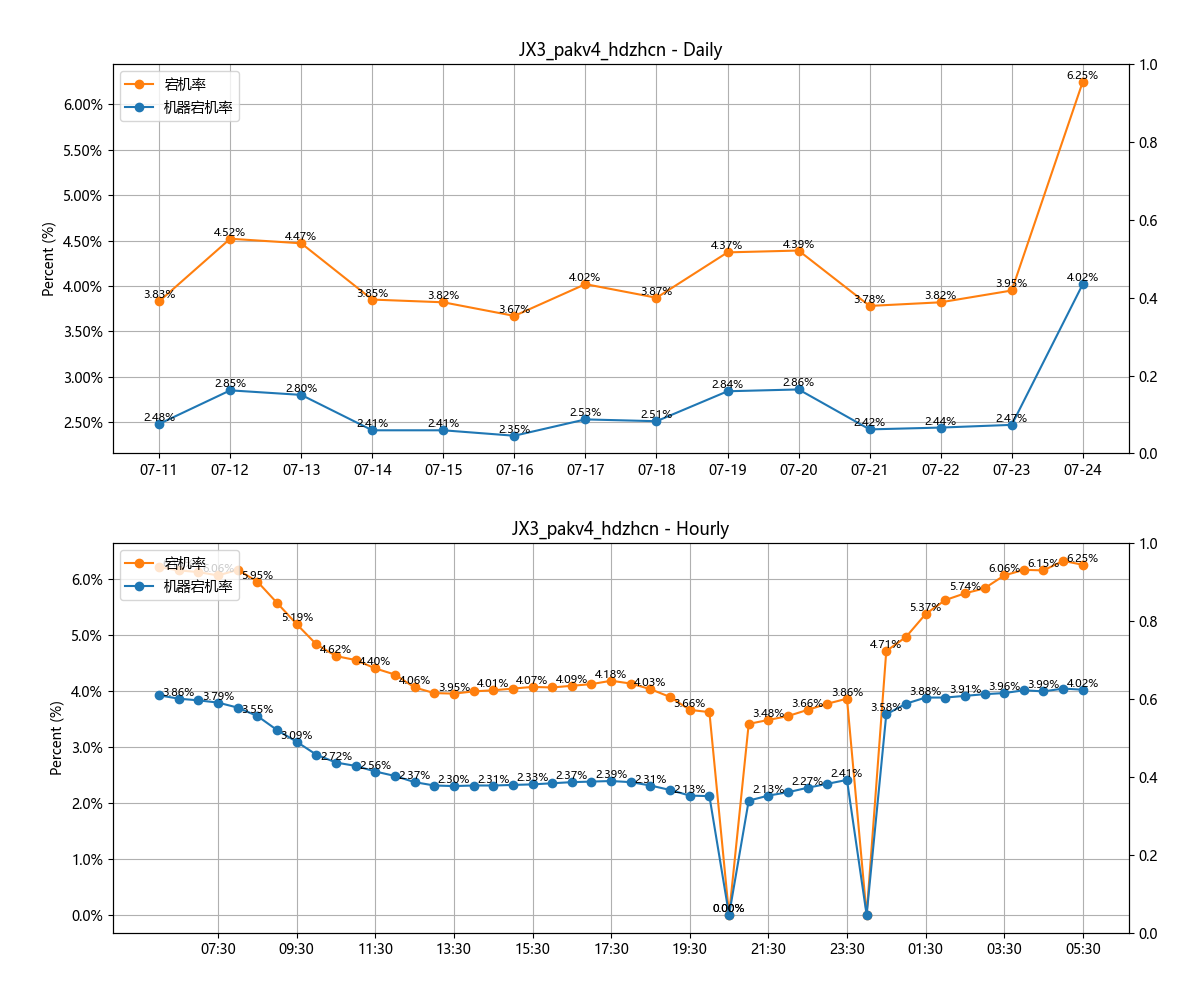 JX3_pakv4_hdzhcn - Daily
宕机率
机器宕机率
Percent (%)
6.00%
5.50%
5.00%
4.50%
4.00%
3.50%
3.00%
2.50%
1.0
0.8
0.6
0.4
0.2
0.0
3.83% 4.52% 4.47% 3.85% 3.82% 3.67% 4.02% 3.87% 4.37% 4.39% 3.78% 3.82% 3.95% 6.25%
2.48% 2.85% 2.80% 2.41% 2.41% 2.35% 2.53% 2.51% 2.84% 2.86% 2.42% 2.44% 2.47% 4.02%
07-11 07-12 07-13 07-14 07-15 07-16 07-17 07-18 07-19 07-20 07-21 07-22 07-23 07-24
JX3_pakv4_hdzhcn - Hourly
宕机率
机器宕机率
Percent (%)
6.0%
5.0%
4.0%
3.0%
2.0%
1.0%
0.0%
1.0
0.8
0.6
0.4
0.2
0.0
6.06% 5.95% 5.19% 4.62% 4.40% 4.06% 3.95% 4.01% 4.07% 4.09% 4.18% 4.03% 3.66% 0.00% 3.48% 3.66% 3.86% 4.71% 5.37% 5.74% 6.06% 6.15% 6.25%
3.86% 3.79% 3.55% 3.09% 2.72% 2.56% 2.37% 2.30% 2.31% 2.33% 2.37% 2.39% 2.31% 2.13% 0.00% 2.13% 2.27% 2.41% 3.58% 3.88% 3.91% 3.96% 3.99% 4.02%
07:30 09:30 11:30 13:30 15:30 17:30 19:30 21:30 23:30 01:30 03:30 05:30